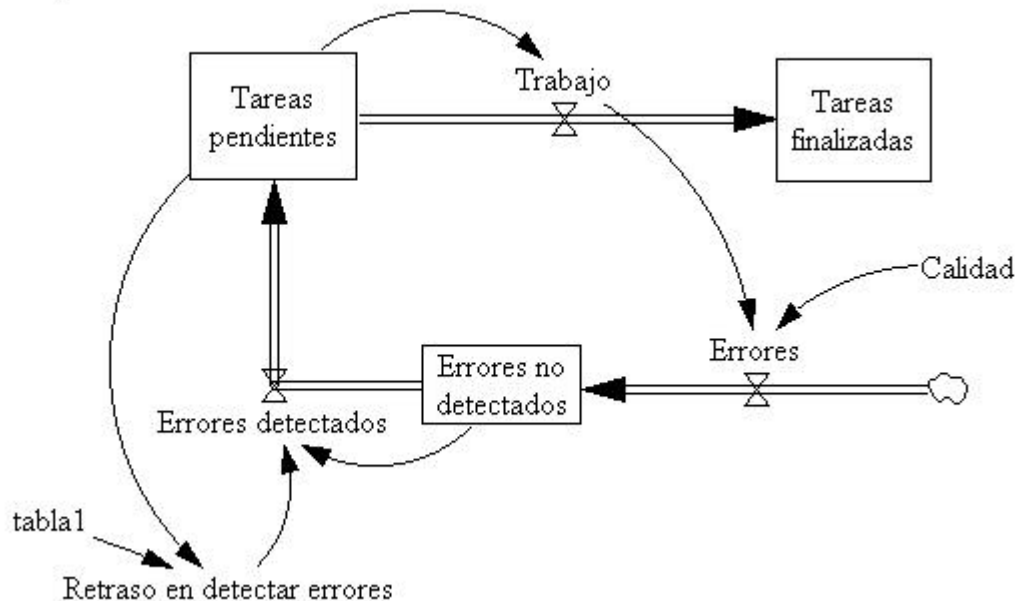 Tareas
pendientes
Trabajo
Tareas
finalizadas
Calidad
Errores
Errores no
detectados
Errores detectados
tabla1
Retraso en detectar errores